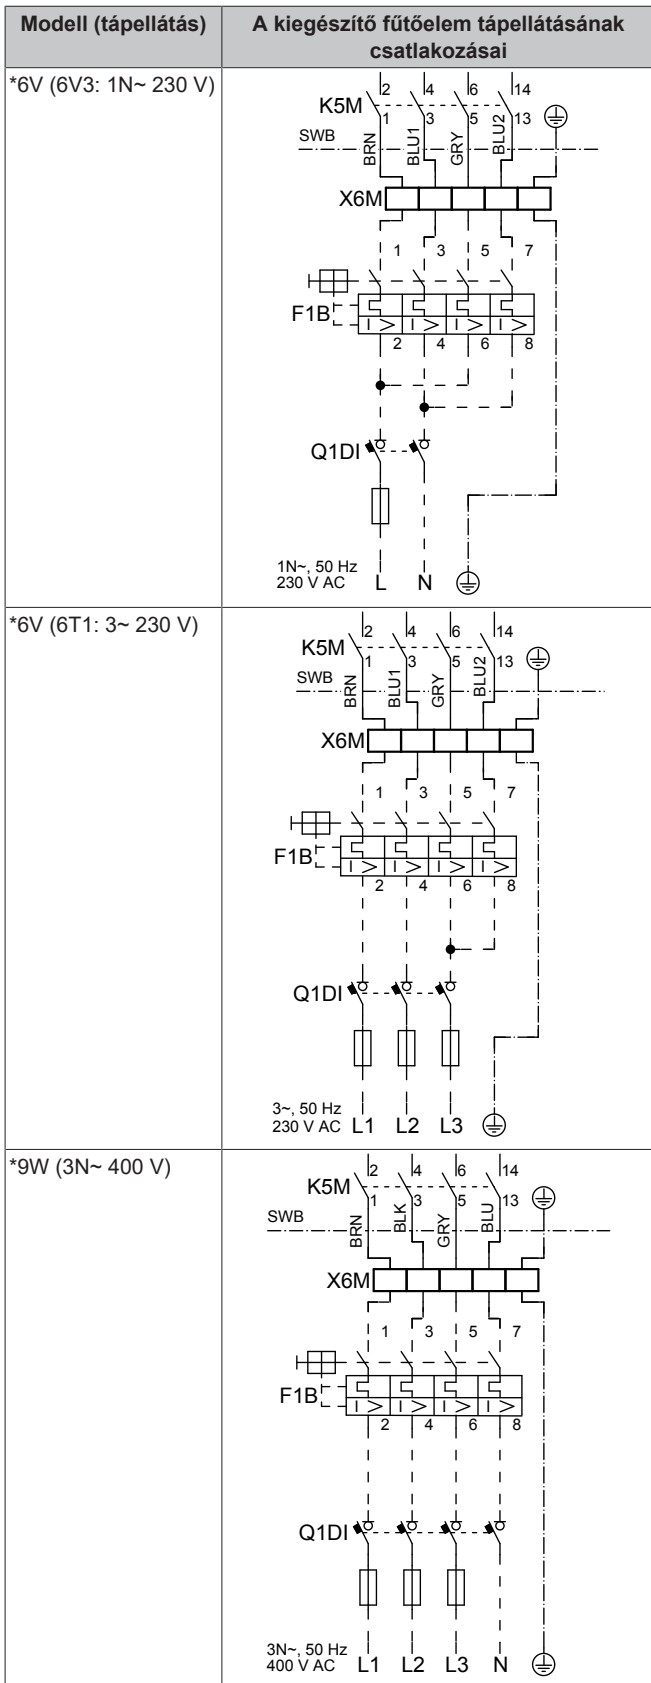 Modell (tápellátás)
A kiegészítő fűtőelem tápellátásának
csatlakozásai
*6V (6V3: 1N~ 230 V)
2 4 6 14
K5M
1 3 5 13
SWB
BRN BLU1 GRY BLU2
X6M
1 3 5 7
F1B
I > I > I > I >
2 4 6 8
Q1DI
1N~, 50 Hz
230 V AC
L N
*6V (6T1: 3~ 230 V)
2 4 6 14
K5M
1 3 5 13
SWB
BRN BLU1 GRY BLU2
X6M
1 3 5 7
F1B
I > I > I > I >
2 4 6 8
Q1DI
3~, 50 Hz
230 V AC
L1 L2 L3
*9W (3N~ 400 V)
2 4 6 14
K5M
1 3 5 13
SWB
BRN BLK GRY BLU
X6M
1 3 5 7
F1B
I > I > I > I >
2 4 6 8
Q1DI
3N~, 50 Hz
400 V AC
L1 L2 L3 N